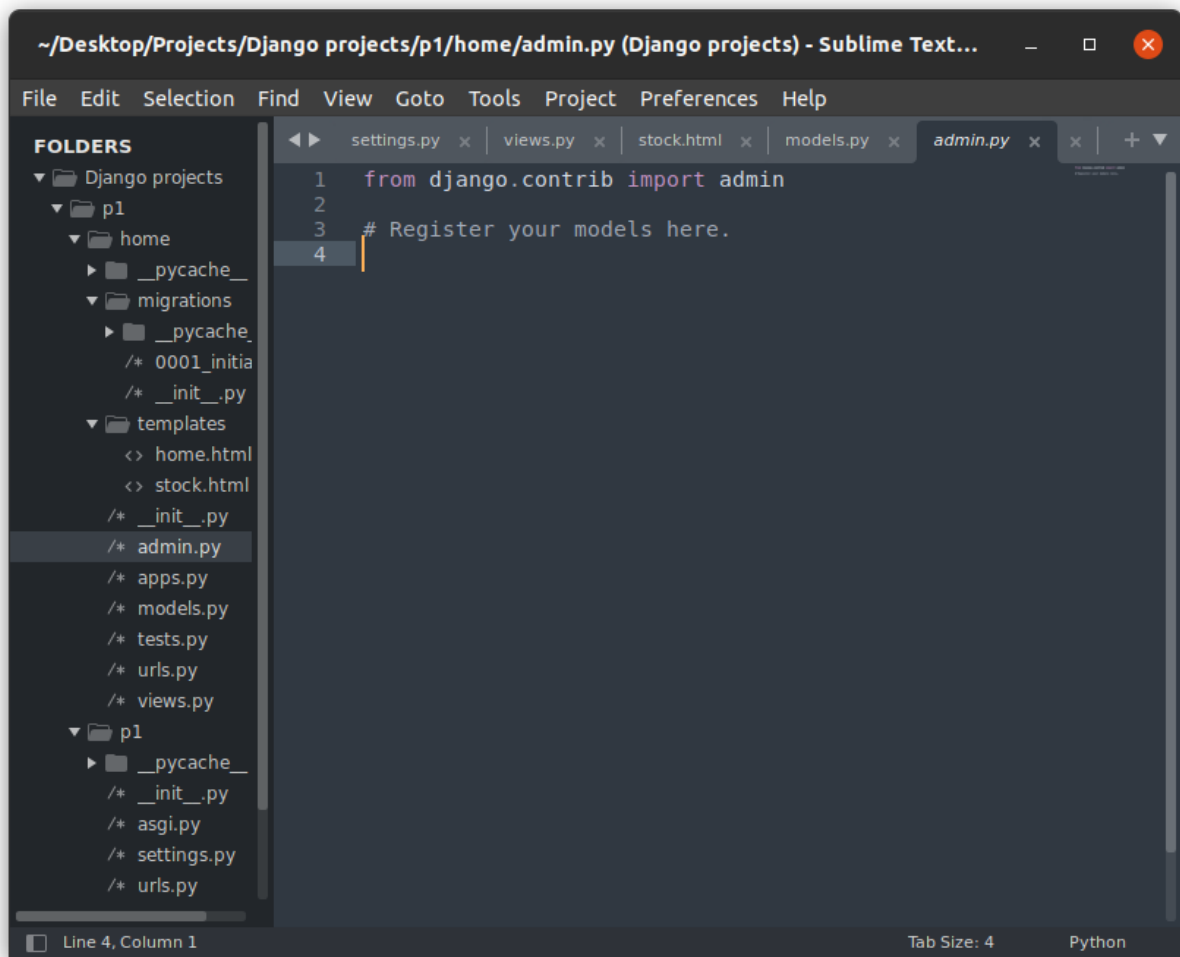 ~/Desktop/Projects/Django projects/p1/home/admin.py (Django projects) - Sublime Text...
File Edit Selection Find View Goto Tools Project Preferences Help
FOLDERS
Django projects
p1
home
__pycache__
migrations
__pycache_
/* 0001_initia
/* __init__.py
templates
<> home.html
<> stock.html
/* __init__.py
/* admin.py
/* apps.py
/* models.py
/* tests.py
/* urls.py
/* views.py
p1
__pycache__
/* __init__.py
/* asgi.py
/* settings.py
/* urls.py
settings.py × views.py × stock.html × models.py × admin.py × × +
1 from django.contrib import admin
2
3 # Register your models here.
4
Line 4, Column 1 Tab Size: 4 Python